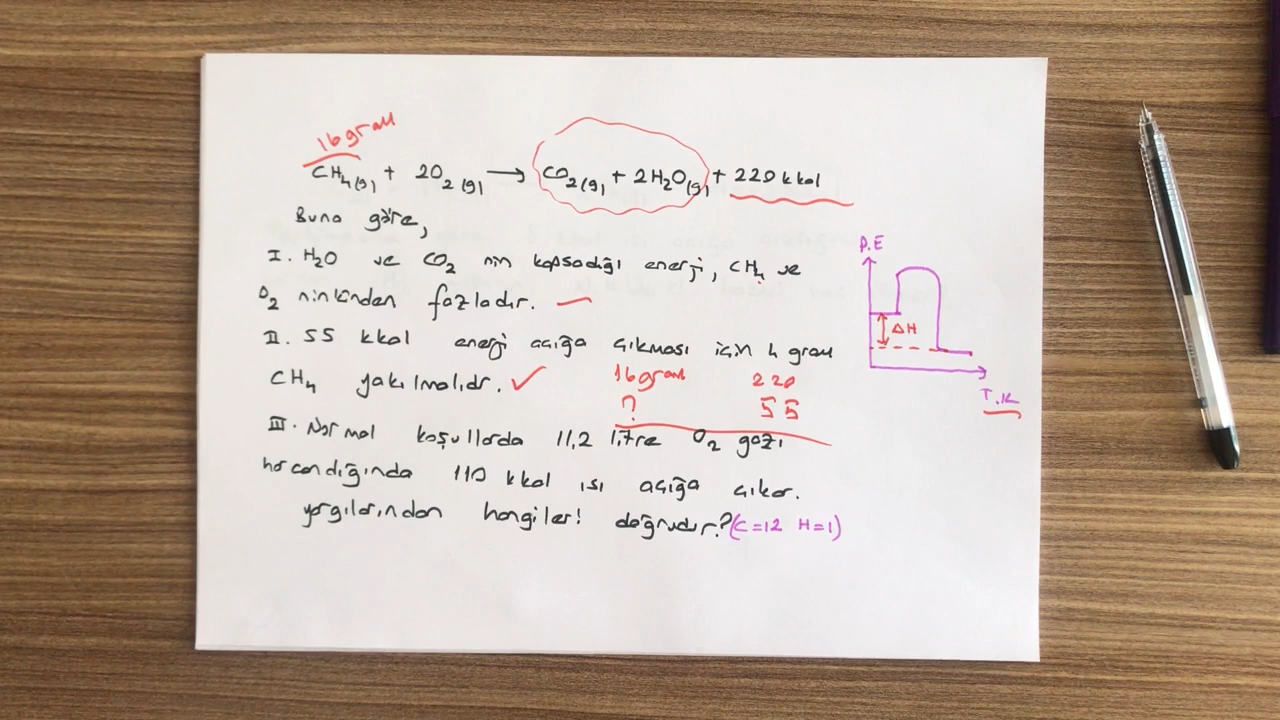 16 gram
CH4(g) + 2O2(g) → CO2(g) + 2H2O(g) + 220 kkal
Buna göre,
I. H2O ve CO2 nin kapsadığı enerji, CH4 ve
O2 ninkinden fazladır. —
II. 55 kkal enerji açığa çıkması için 4 gram
CH4 yakılmalıdır. ✓
16 gram 220
? 55
III. Normal koşullarda 11,2 litre O2 gazı
harcandığında 110 kkal ısı açığa çıkar.
yargılarından hangileri doğrudur? (C=12 H=1)
P.E
ΔH
T.K